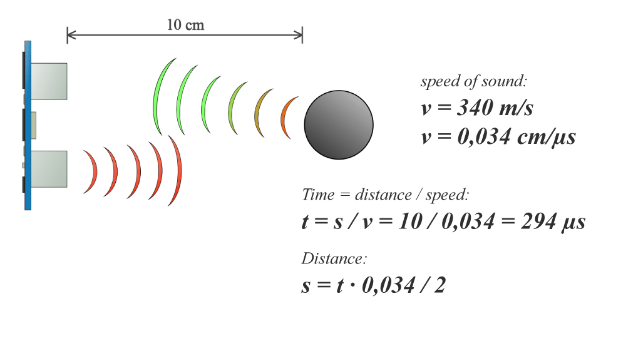 10 cm
speed of sound:
v = 340 m/s
v = 0,034 cm/μs
Time = distance / speed:
t = s / v = 10 / 0,034 = 294 μs
Distance:
s = t · 0,034 / 2